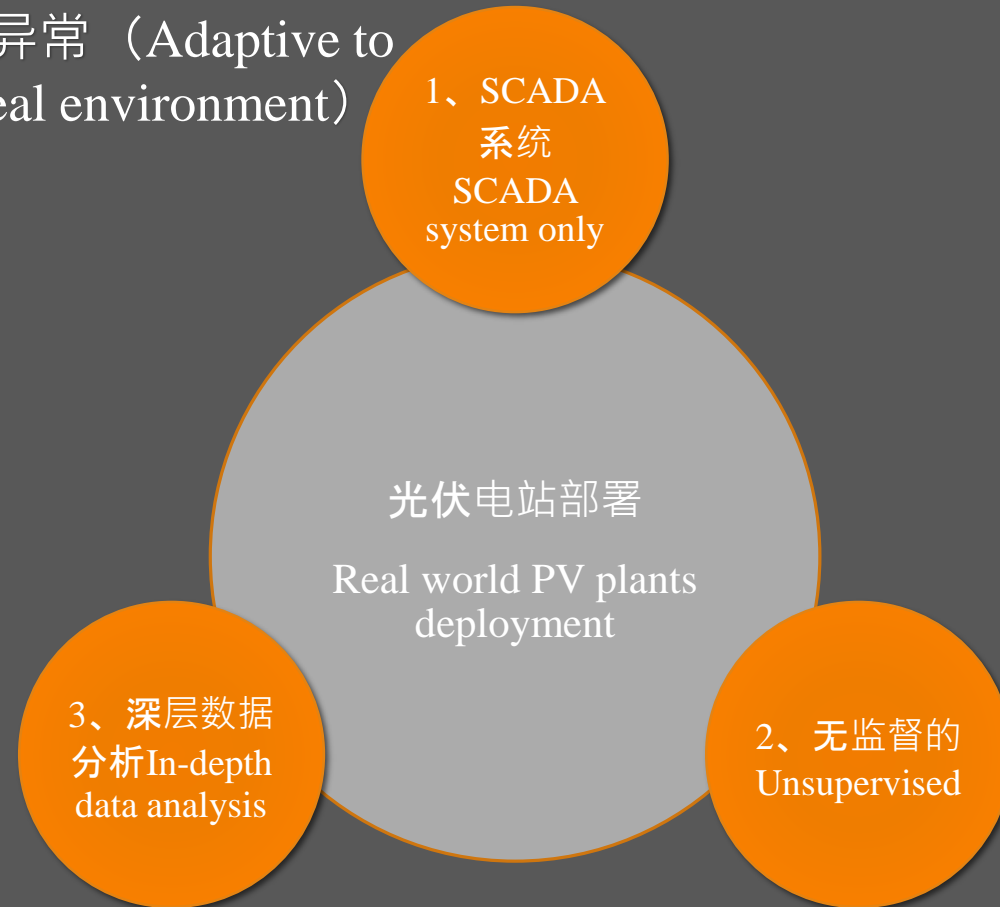 异常（Adaptive to
eal environment）
1、SCADA
系统
SCADA
system only
光伏电站部署
Real world PV plants
deployment
3、深层数据
分析In-depth
data analysis
2、无监督的
Unsupervised